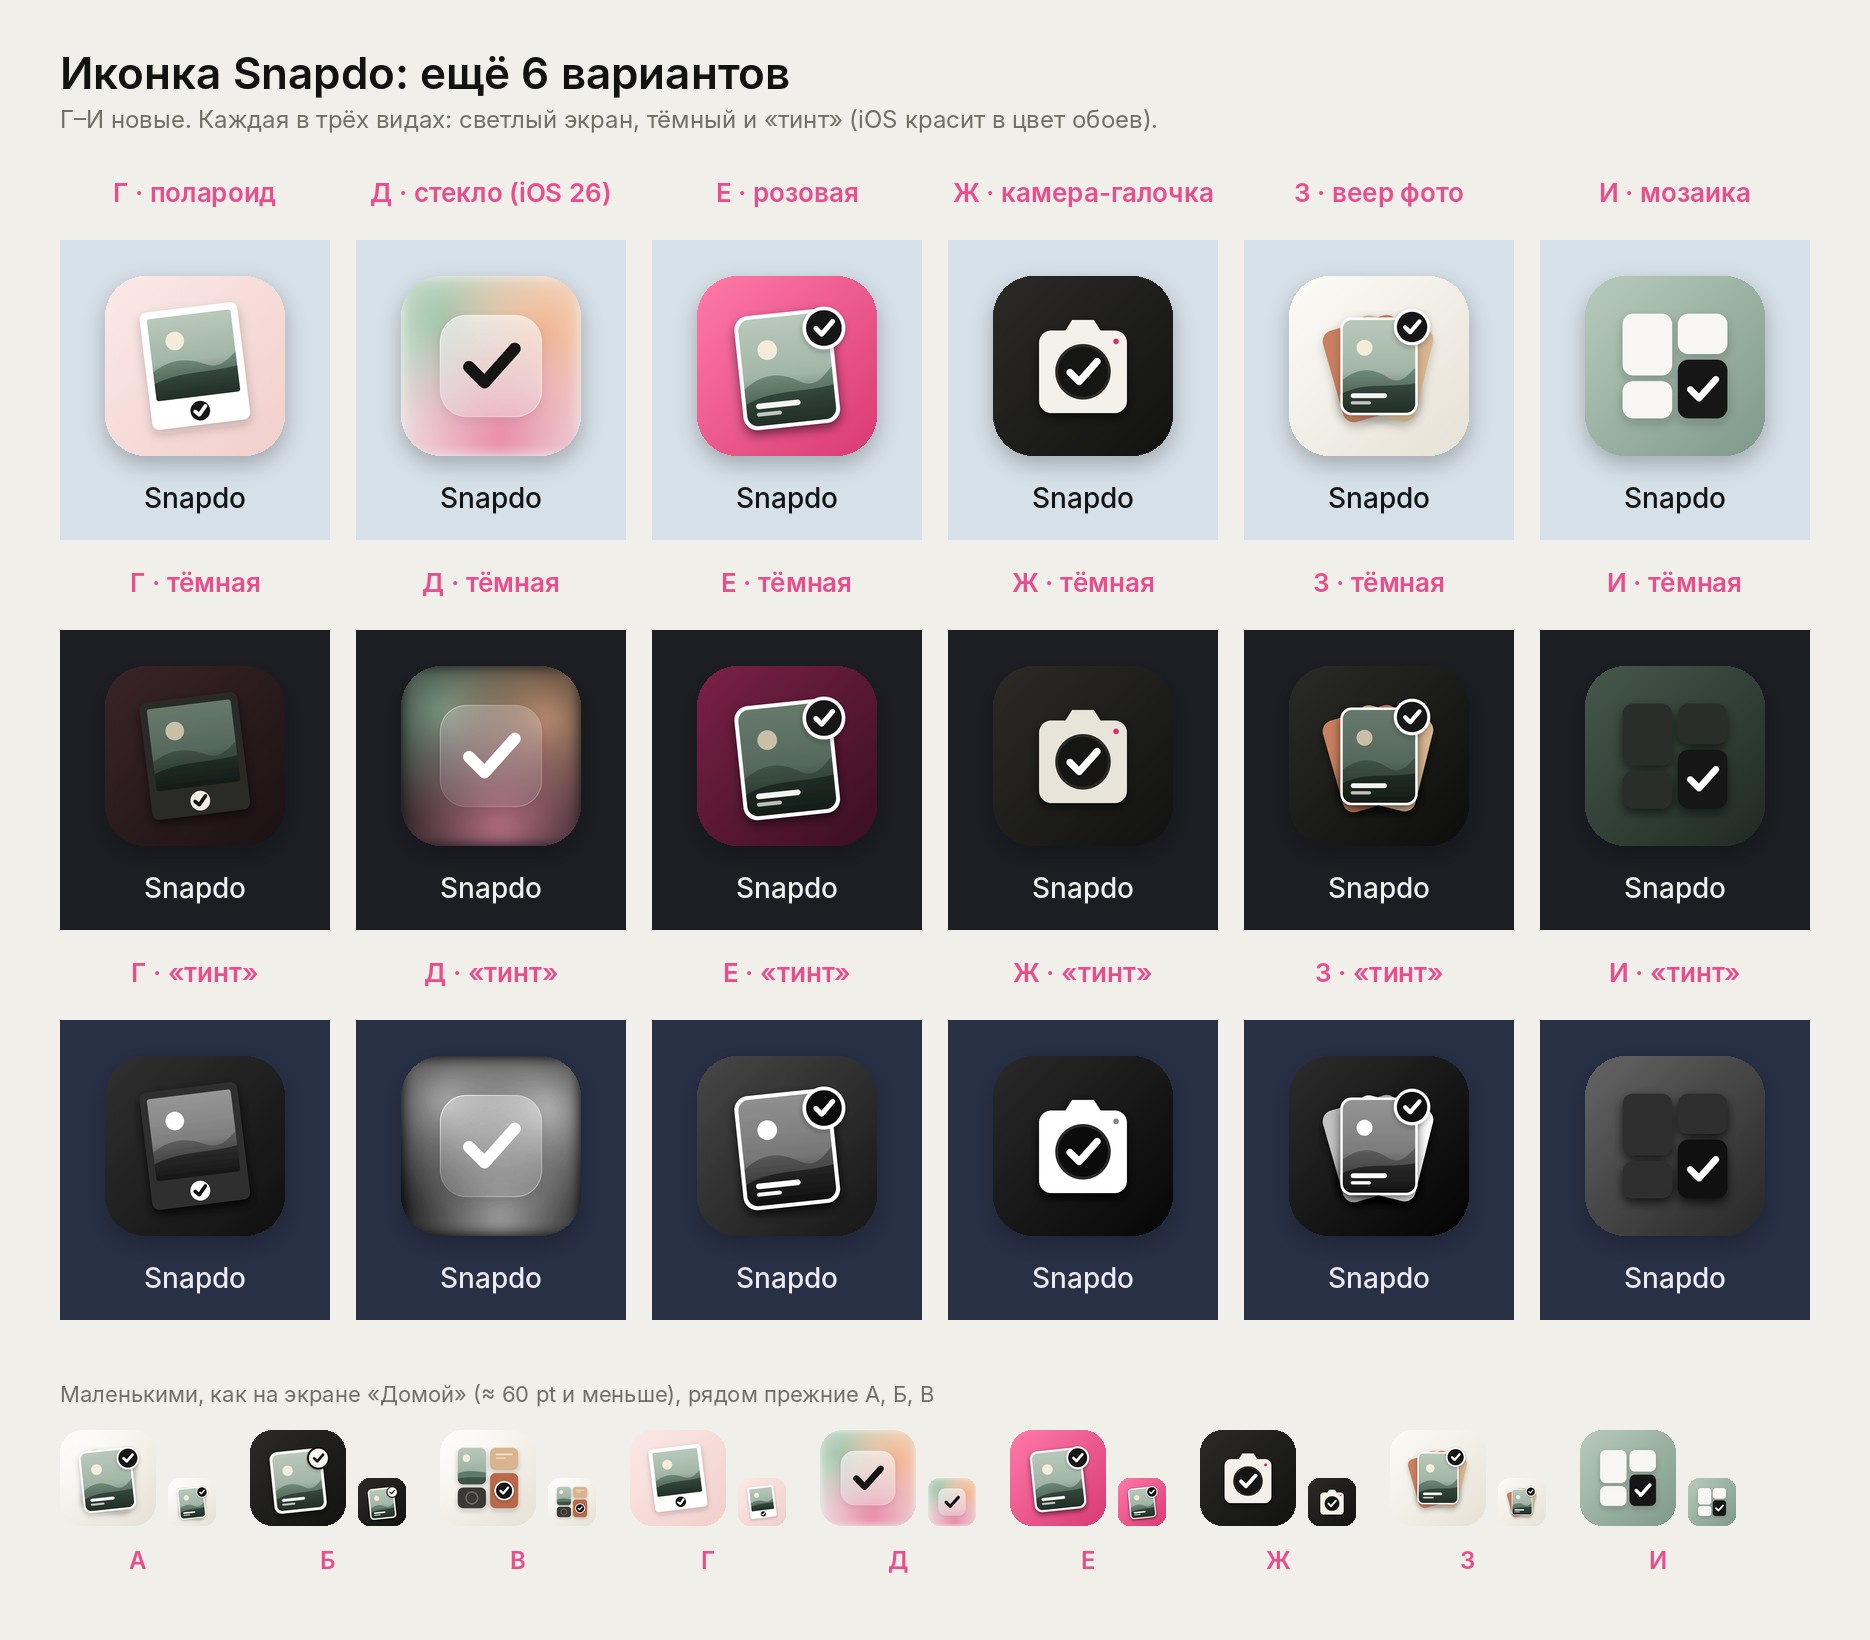 Иконка Snapdo: ещё 6 вариантов
Г–И новые. Каждая в трёх видах: светлый экран, тёмный и «тинт» (iOS красит в цвет обоев).
Г · полароид Д · стекло (iOS 26) Е · розовая Ж · камера-галочка З · веер фото И · мозаика
Snapdo Snapdo Snapdo Snapdo Snapdo Snapdo
Г · тёмная Д · тёмная Е · тёмная Ж · тёмная З · тёмная И · тёмная
Snapdo Snapdo Snapdo Snapdo Snapdo Snapdo
Г · «тинт» Д · «тинт» Е · «тинт» Ж · «тинт» З · «тинт» И · «тинт»
Snapdo Snapdo Snapdo Snapdo Snapdo Snapdo
Маленькими, как на экране «Домой» (≈ 60 pt и меньше), рядом прежние А, Б, В
А Б В Г Д Е Ж З И